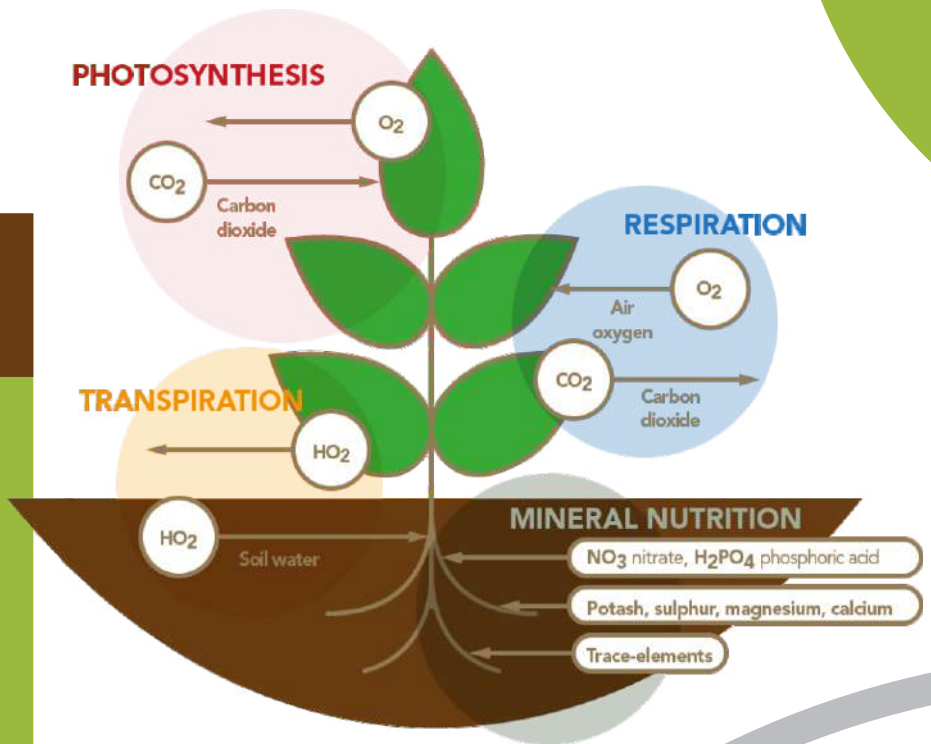 PHOTOSYNTHESIS
O2
CO2
Carbon
dioxide
RESPIRATION
O2
Air
oxygen
CO2
Carbon
dioxide
TRANSPIRATION
HO2
HO2
Soil water
MINERAL NUTRITION
NO3 nitrate, H2PO4 phosphoric acid
Potash, sulphur, magnesium, calcium
Trace-elements